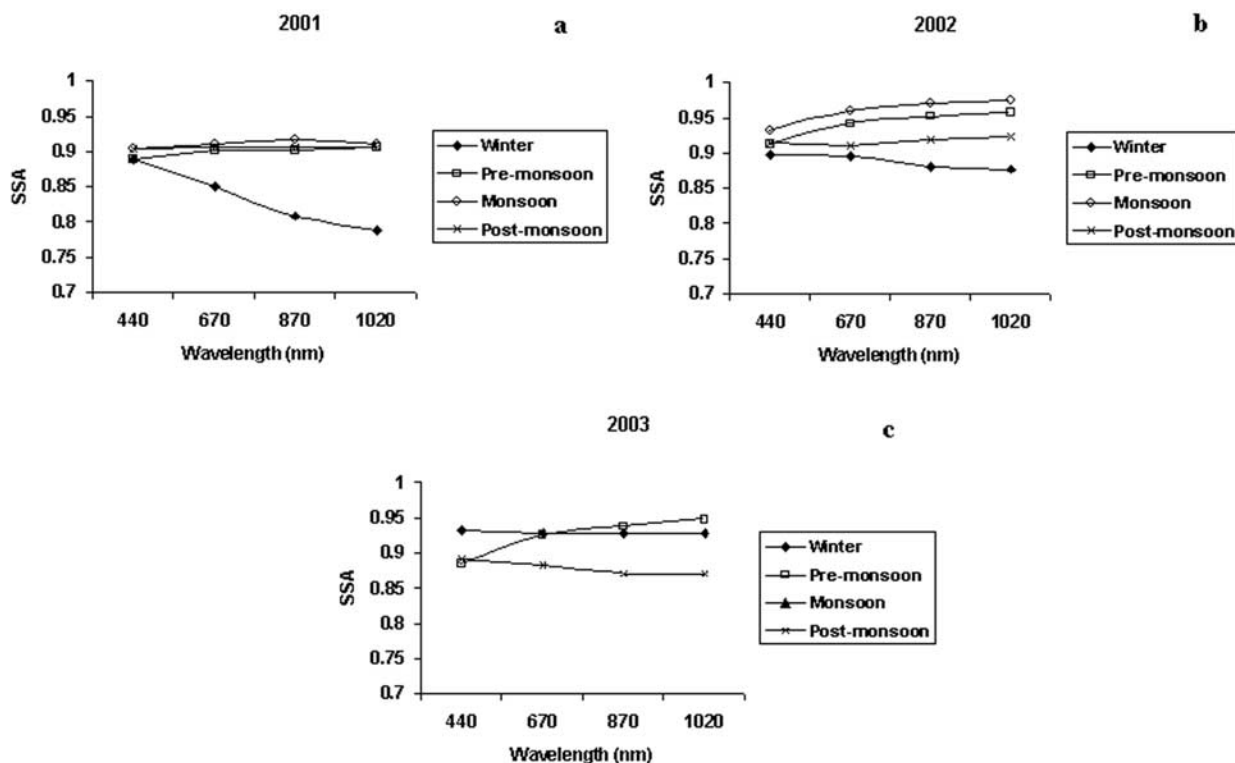 2001
a
1
0.95
0.9
0.85
0.8
0.75
0.7
SSA
440 670 870 1020
Wavelength (nm)
Winter
Pre-monsoon
Monsoon
Post-monsoon
2002
b
1
0.95
0.9
0.85
0.8
0.75
0.7
SSA
440 670 870 1020
Wavelength (nm)
Winter
Pre-monsoon
Monsoon
Post-monsoon
2003
c
1
0.95
0.9
0.85
0.8
0.75
0.7
SSA
440 670 870 1020
Wavelength (nm)
Winter
Pre-monsoon
Monsoon
Post-monsoon